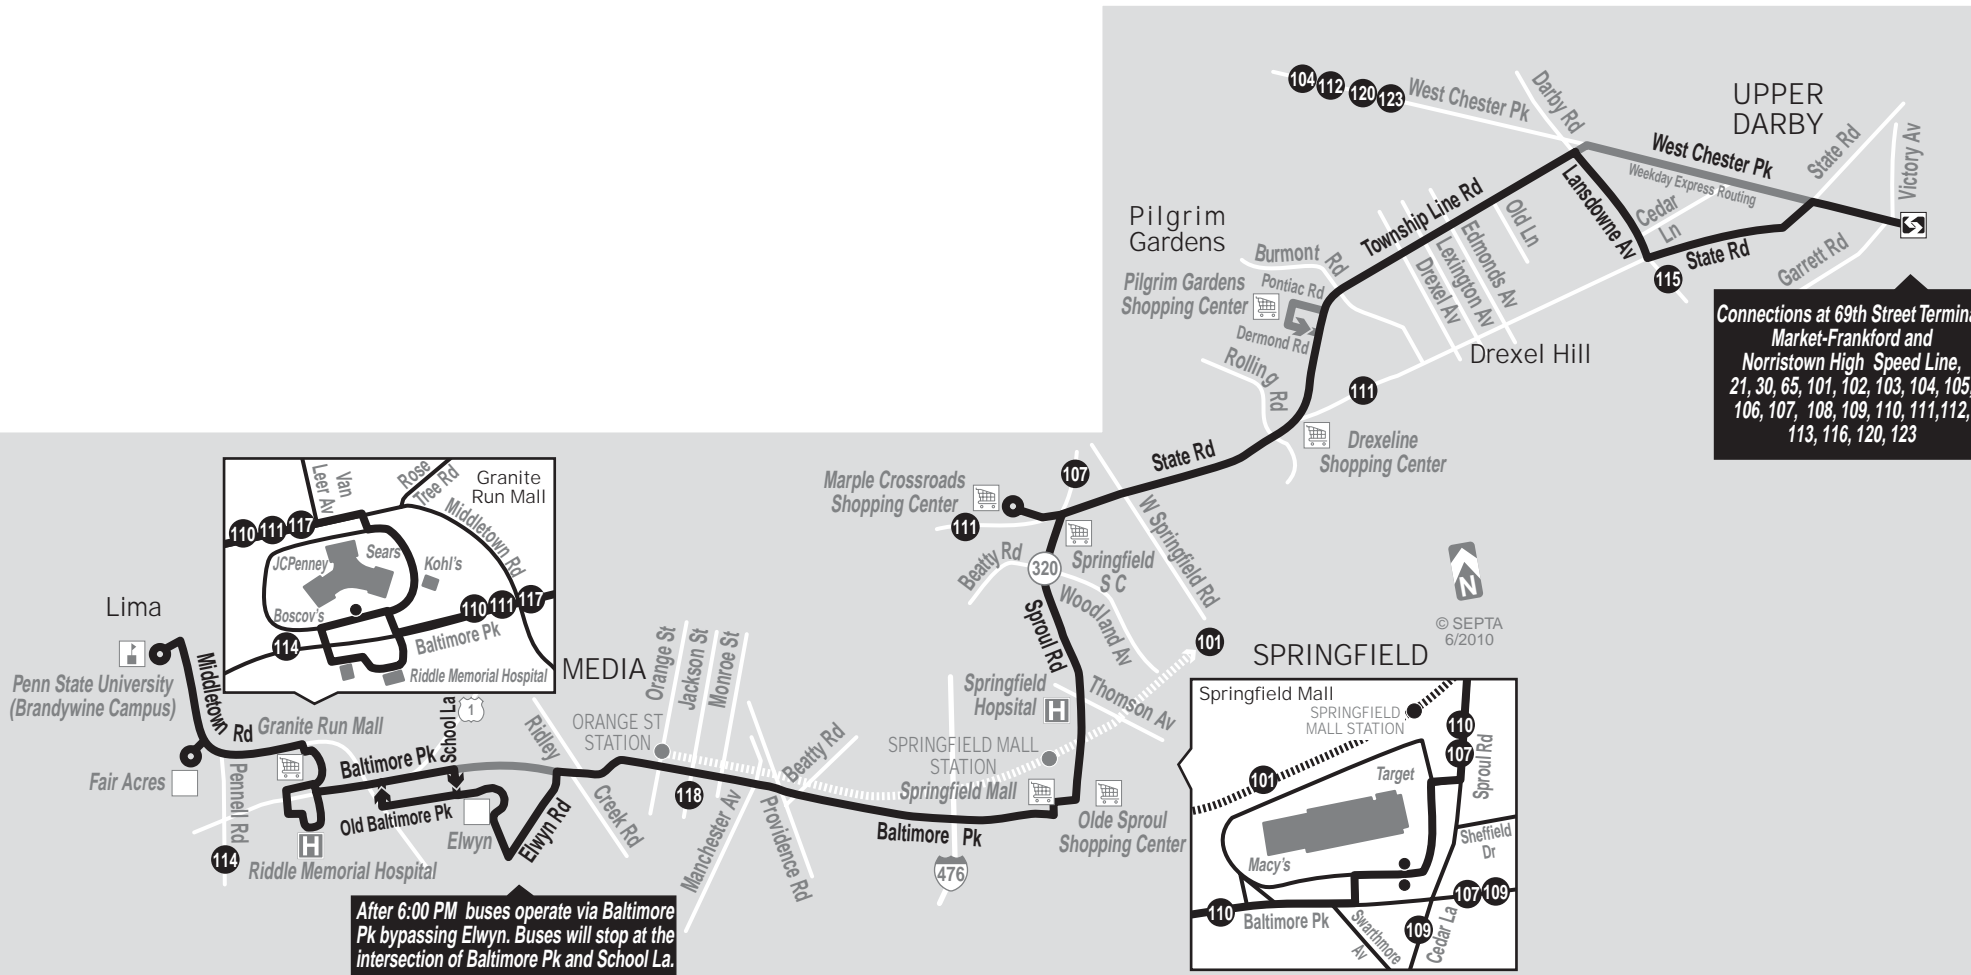 104
112
120
123
West Chester Pk
Darby Rd
UPPER
DARBY
West Chester Pk
Weekday Express Routing
State Rd
Victory Av
Lansdowne Av
Cedar
Ln
State Rd
Garrett Rd
115
Township Line Rd
Old Ln
Edmonds Av
Lexington Av
Drexel Av
Pilgrim
Gardens
Burmont Rd
Pilgrim Gardens
Shopping Center
Pontiac Rd
Dermond Rd
Rolling Rd
Drexel Hill
111
Connections at 69th Street Termina
Market-Frankford and
Norristown High Speed Line,
21, 30, 65, 101, 102, 103, 104, 105,
106, 107, 108, 109, 110, 111,112,
113, 116, 120, 123
Drexeline
Shopping Center
State Rd
107
Marple Crossroads
Shopping Center
111
W Springfield Rd
Beatty Rd
320
Springfield
S C
Woodland Av
Sproul Rd
101
N
© SEPTA
6/2010
Granite
Run Mall
Van
Leer Av
Rose
Tree Rd
Middletown Rd
110
111
117
JCPenney
Sears
Kohl's
Boscov's
110
111
117
114
Baltimore Pk
Riddle Memorial Hospital
Lima
Penn State University
(Brandywine Campus)
Middletown Rd
Fair Acres
Granite Run Mall
Pennell Rd
114
Baltimore Pk
School La
1
Old Baltimore Pk
Elwyn
H
Riddle Memorial Hospital
Elwyn Rd
Ridley
Creek Rd
MEDIA
ORANGE ST
STATION
Orange St
Jackson St
Monroe St
118
Manchester Av
Providence Rd
Beatty Rd
Springfield
Hopsital
H
Thomson Av
SPRINGFIELD MALL
STATION
Springfield Mall
Baltimore Pk
476
Olde Sproul
Shopping Center
After 6:00 PM buses operate via Baltimore
Pk bypassing Elwyn. Buses will stop at the
intersection of Baltimore Pk and School La.
SPRINGFIELD
Springfield Mall
SPRINGFIELD
MALL STATION
110
107
101
Sproul Rd
Target
Macy's
Sheffield
Dr
107
109
110
Baltimore Pk
Swarthmore
Av
109
Cedar La